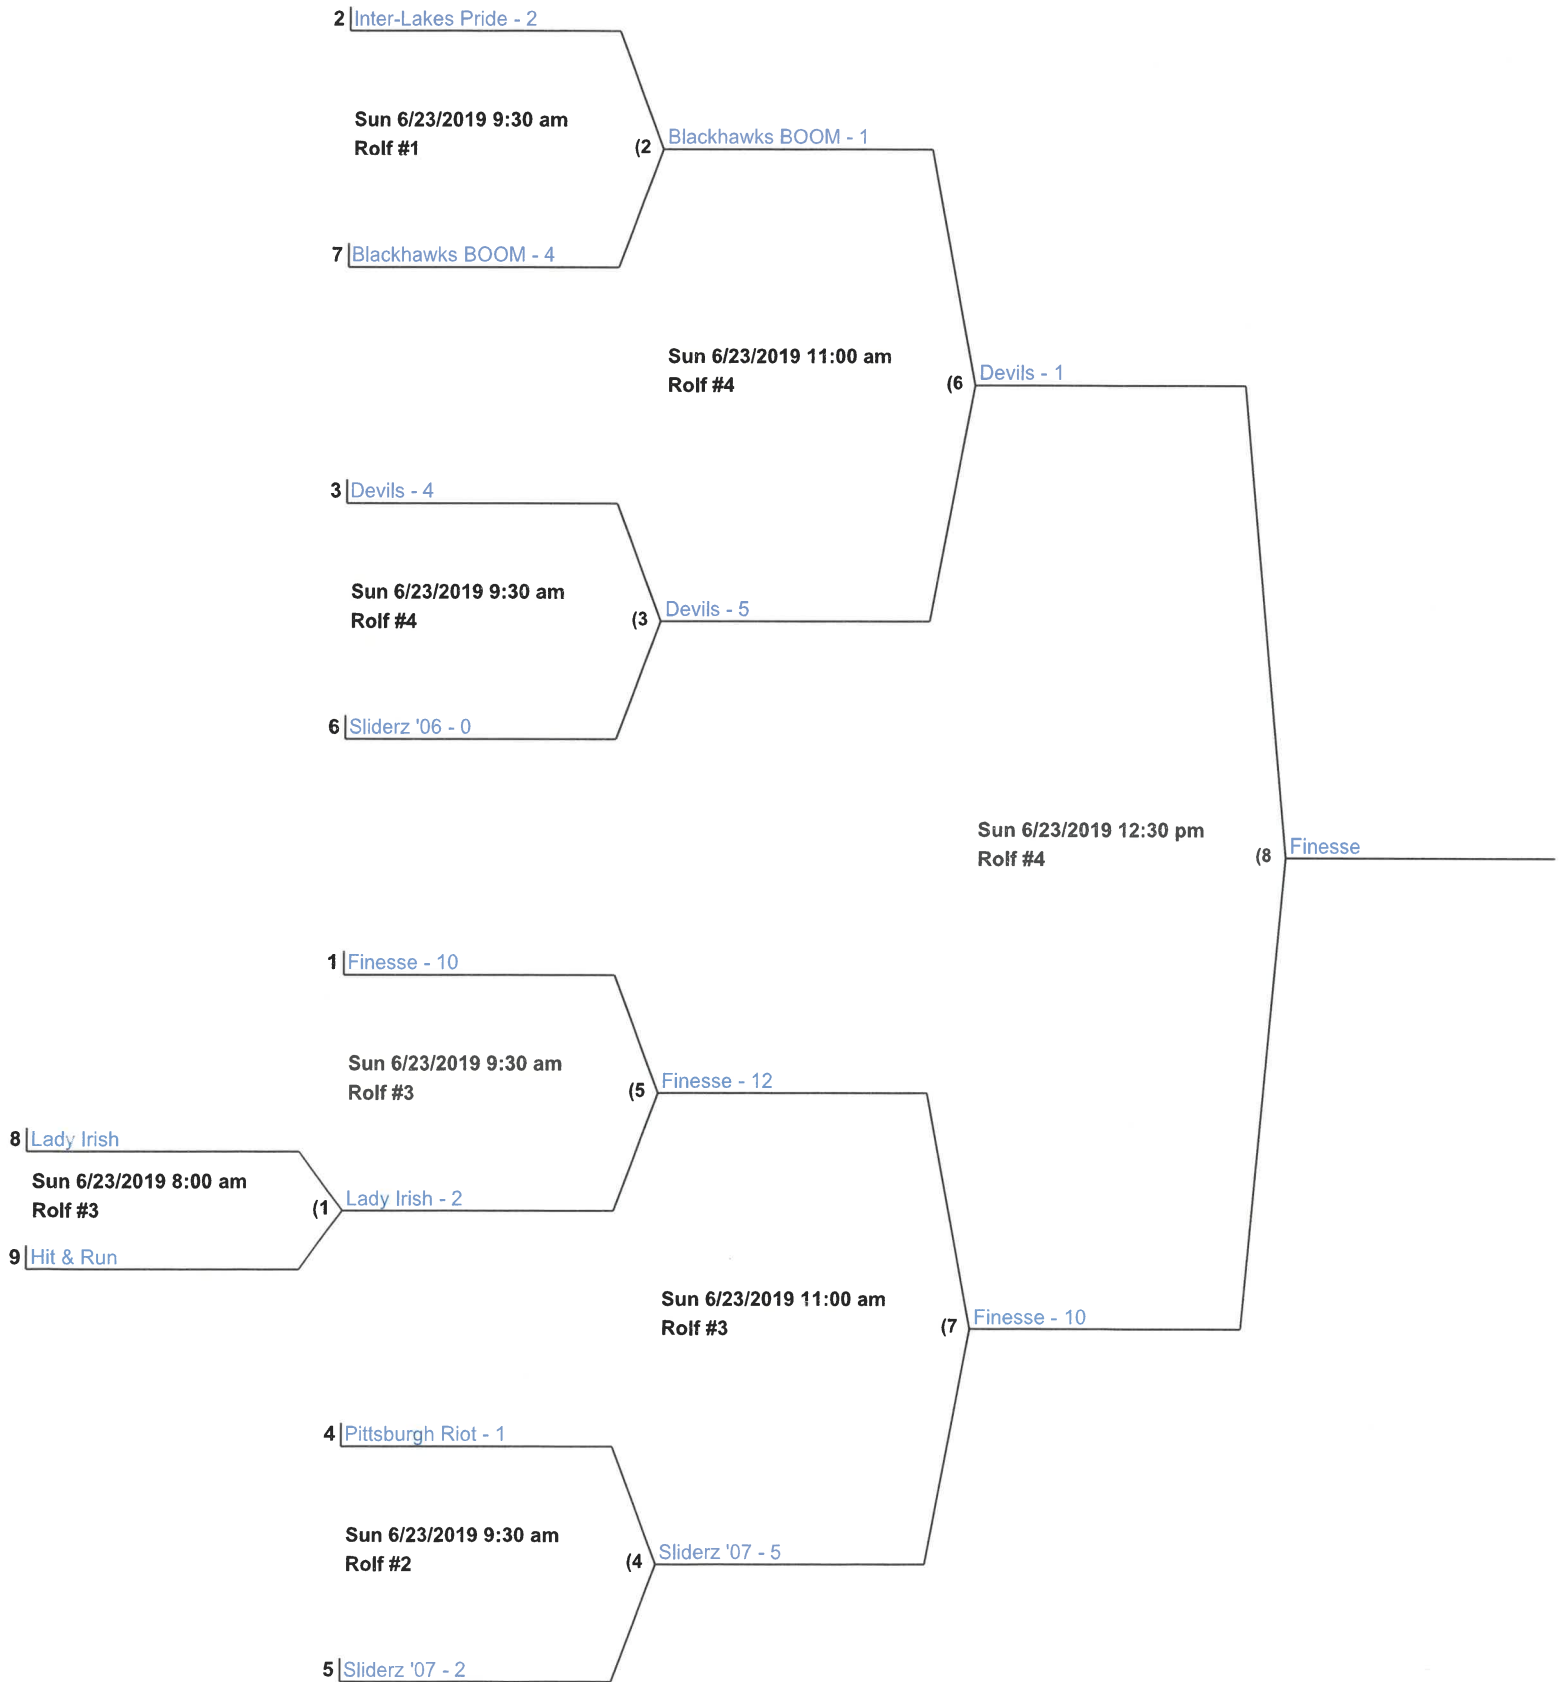 2 Inter-Lakes Pride - 2
Sun 6/23/2019 9:30 am
Rolf #1
(2 Blackhawks BOOM - 1
7 Blackhawks BOOM - 4
Sun 6/23/2019 11:00 am
Rolf #4
(6 Devils - 1
3 Devils - 4
Sun 6/23/2019 9:30 am
Rolf #4
(3 Devils - 5
6 Sliderz '06 - 0
Sun 6/23/2019 12:30 pm
Rolf #4
(8 Finesse
1 Finesse - 10
Sun 6/23/2019 9:30 am
Rolf #3
(5 Finesse - 12
8 Lady Irish
Sun 6/23/2019 8:00 am
Rolf #3
(1 Lady Irish - 2
9 Hit & Run
Sun 6/23/2019 11:00 am
Rolf #3
(7 Finesse - 10
4 Pittsburgh Riot - 1
Sun 6/23/2019 9:30 am
Rolf #2
(4 Sliderz '07 - 5
5 Sliderz '07 - 2